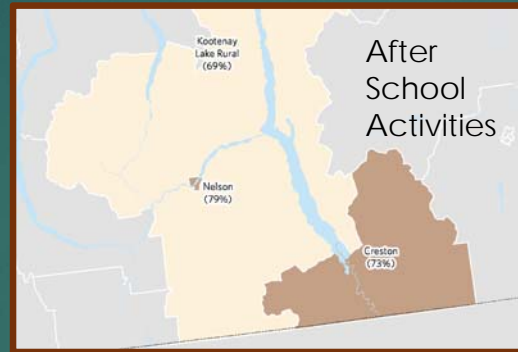 Kootenay
Lake Rural
(69%)
After
School
Activities
Nelson
(79%)
Creston
(73%)